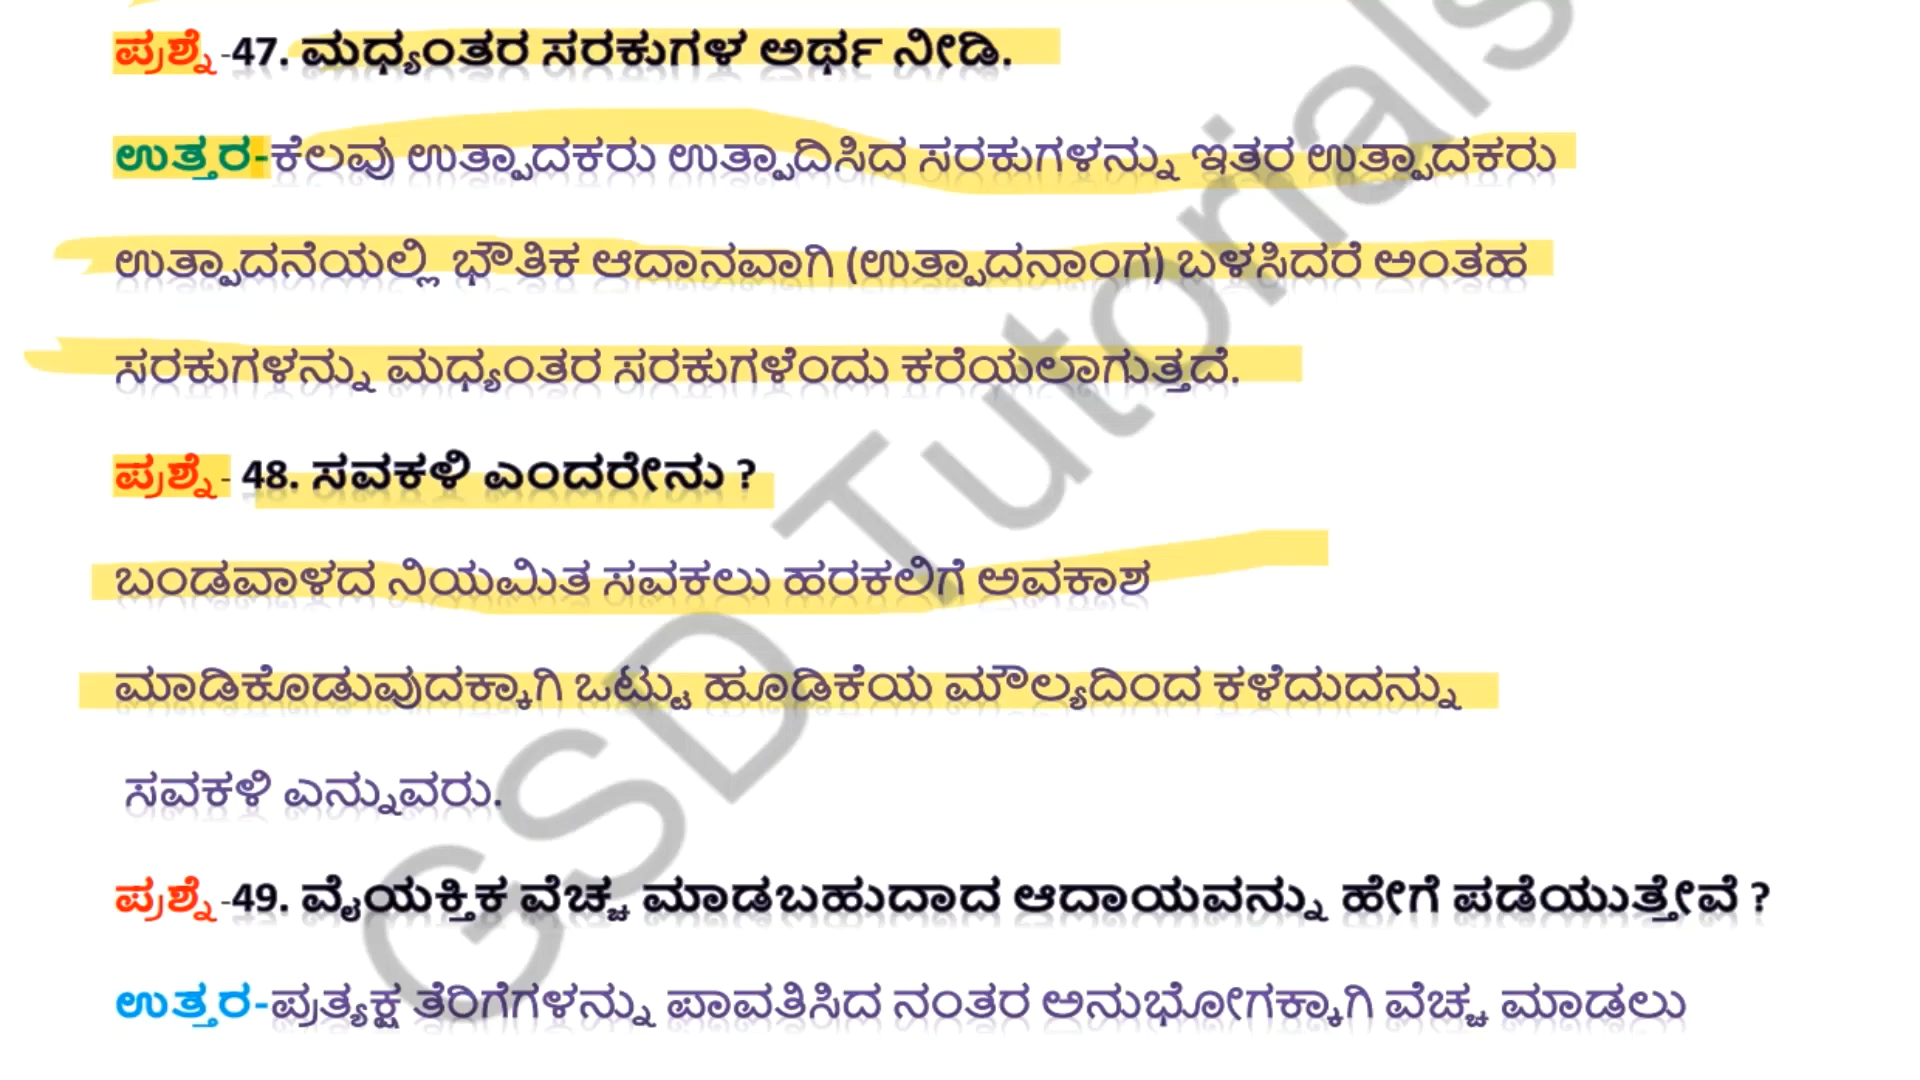 ಪ್ರಶ್ನೆ -47. ಮಧ್ಯಂತರ ಸರಕುಗಳ ಅರ್ಥ ನೀಡಿ.
ಉತ್ತರ-ಕೆಲವು ಉತ್ಪಾದಕರು ಉತ್ಪಾದಿಸಿದ ಸರಕುಗಳನ್ನು ಇತರ ಉತ್ಪಾದಕರು
ಉತ್ಪಾದನೆಯಲ್ಲಿ ಭೌತಿಕ ಆದಾನವಾಗಿ (ಉತ್ಪಾದನಾಂಗ) ಬಳಸಿದರೆ ಅಂತಹ
ಸರಕುಗಳನ್ನು ಮಧ್ಯಂತರ ಸರಕುಗಳೆಂದು ಕರೆಯಲಾಗುತ್ತದೆ.
ಪ್ರಶ್ನೆ - 48. ಸವಕಳಿ ಎಂದರೇನು ?
ಬಂಡವಾಳದ ನಿಯಮಿತ ಸವಕಲು ಹರಕಲಿಗೆ ಅವಕಾಶ
ಮಾಡಿಕೊಡುವುದಕ್ಕಾಗಿ ಒಟ್ಟು ಹೂಡಿಕೆಯ ಮೌಲ್ಯದಿಂದ ಕಳೆದುದನ್ನು
ಸವಕಳಿ ಎನ್ನುವರು.
ಪ್ರಶ್ನೆ -49. ವೈಯಕ್ತಿಕ ವೆಚ್ಚ ಮಾಡಬಹುದಾದ ಆದಾಯವನ್ನು ಹೇಗೆ ಪಡೆಯುತ್ತೇವೆ ?
ಉತ್ತರ-ಪ್ರತ್ಯಕ್ಷ ತೆರಿಗೆಗಳನ್ನು ಪಾವತಿಸಿದ ನಂತರ ಅನುಭೋಗಕ್ಕಾಗಿ ವೆಚ್ಚ ಮಾಡಲು
GSD Tutorials